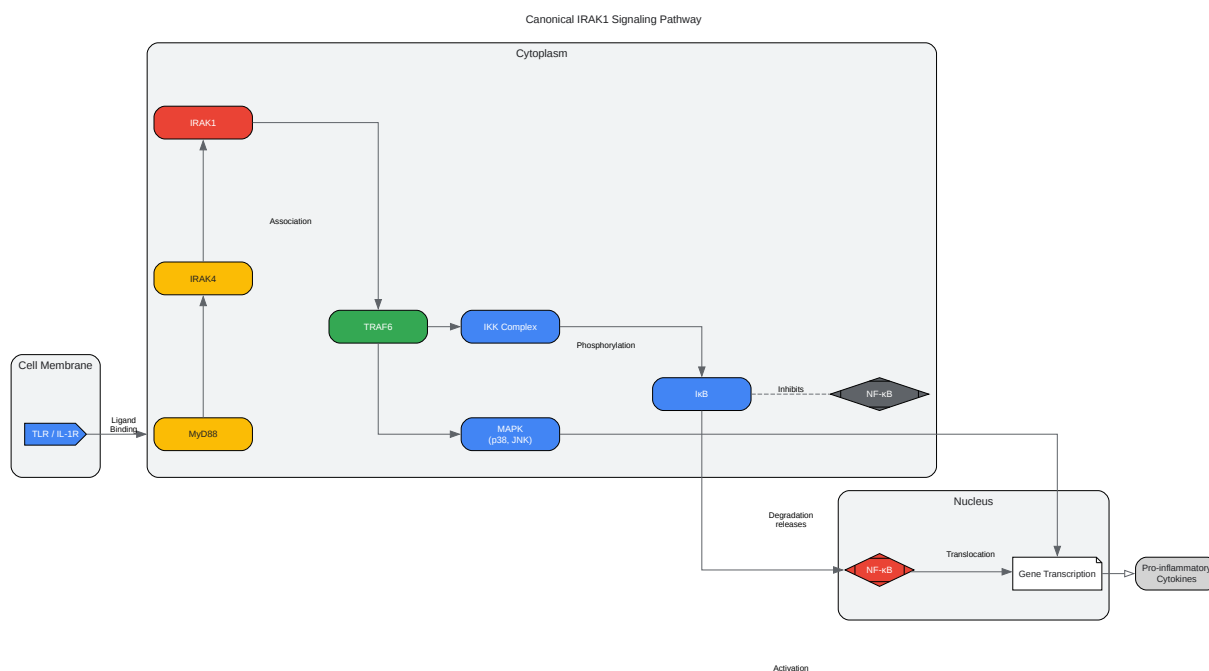 Canonical IRAK1 Signaling Pathway
Cytoplasm
IRAK1
Association
IRAK4
TRAF6
IKK Complex
Phosphorylation
Cell Membrane
IκB
Inhibits
NF-κB
Ligand
Binding
TLR / IL-1R
MyD88
MAPK
(p38, JNK)
Nucleus
Degradation
releases
Translocation
NF-κB
Gene Transcription
Pro-inflammatory
Cytokines
Activation